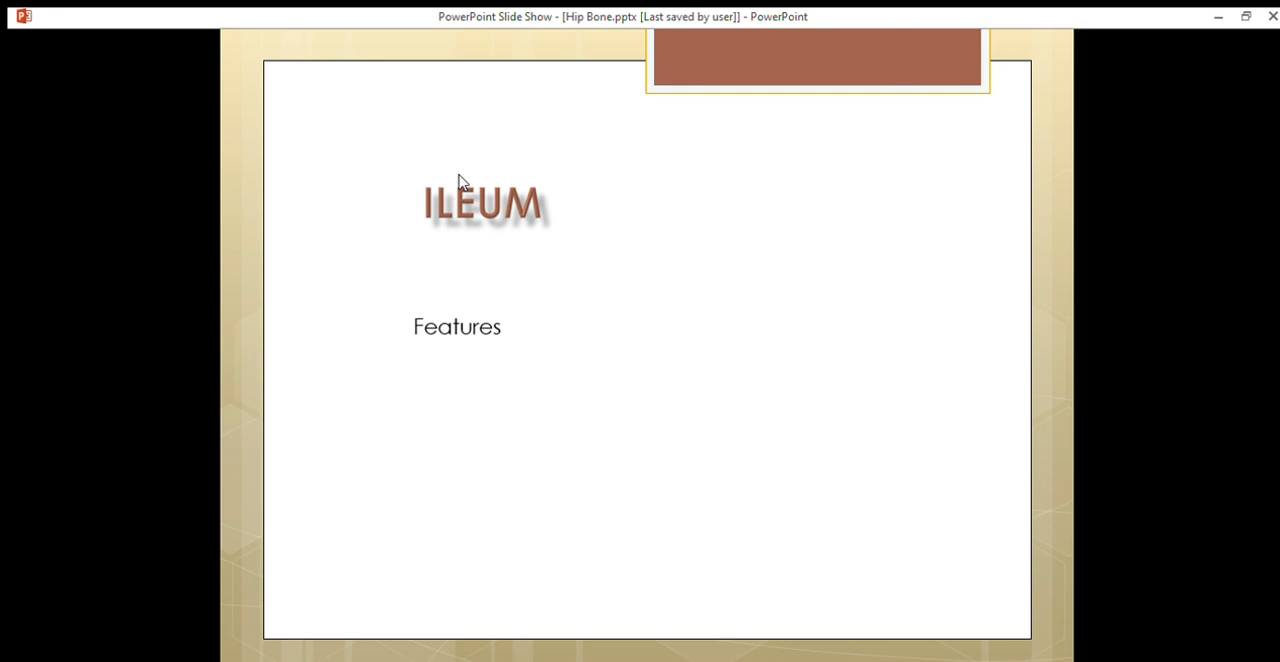 PowerPoint Slide Show - [Hip Bone.pptx [Last saved by user]] - PowerPoint
ILEUM
Features